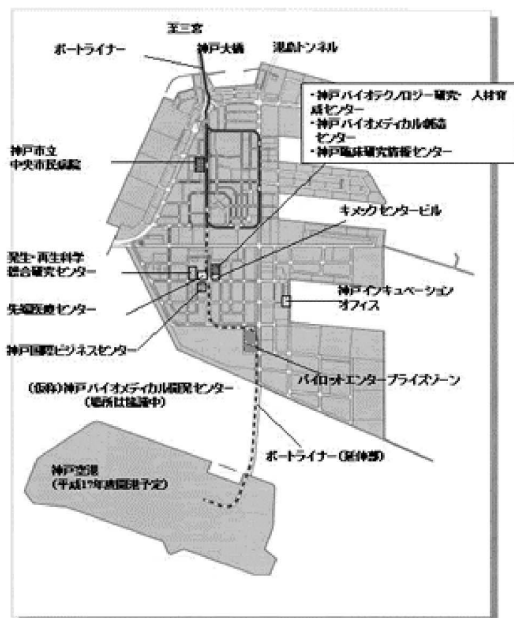 至三宮
ポートライナー
神戸大橋
港島トンネル
・神戸バイオテクノロジー研究・人材育
成センター
・神戸バイオメディカル創造
センター
・神戸臨床研究情報センター
神戸市立
中央市民病院
キメックセンタービル
発生・再生科学
総合研究センター
先端医療センター
神戸インキュベーション
オフィス
神戸国際ビジネスセンター
パイロットエンタープライズゾーン
(仮称)神戸バイオメディカル開発センター
(場所は協議中)
ポートライナー(延伸部)
神戸空港
(平成17年度開港予定)